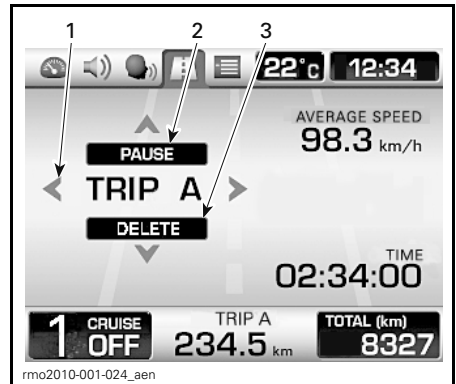 1 2 3
22°c 12:34
AVERAGE SPEED
98.3 km/h
PAUSE
TRIP A
DELETE
TIME
02:34:00
1 CRUISE OFF
TRIP A
234.5 km
TOTAL (km)
8327
rmo2010-001-024_aen